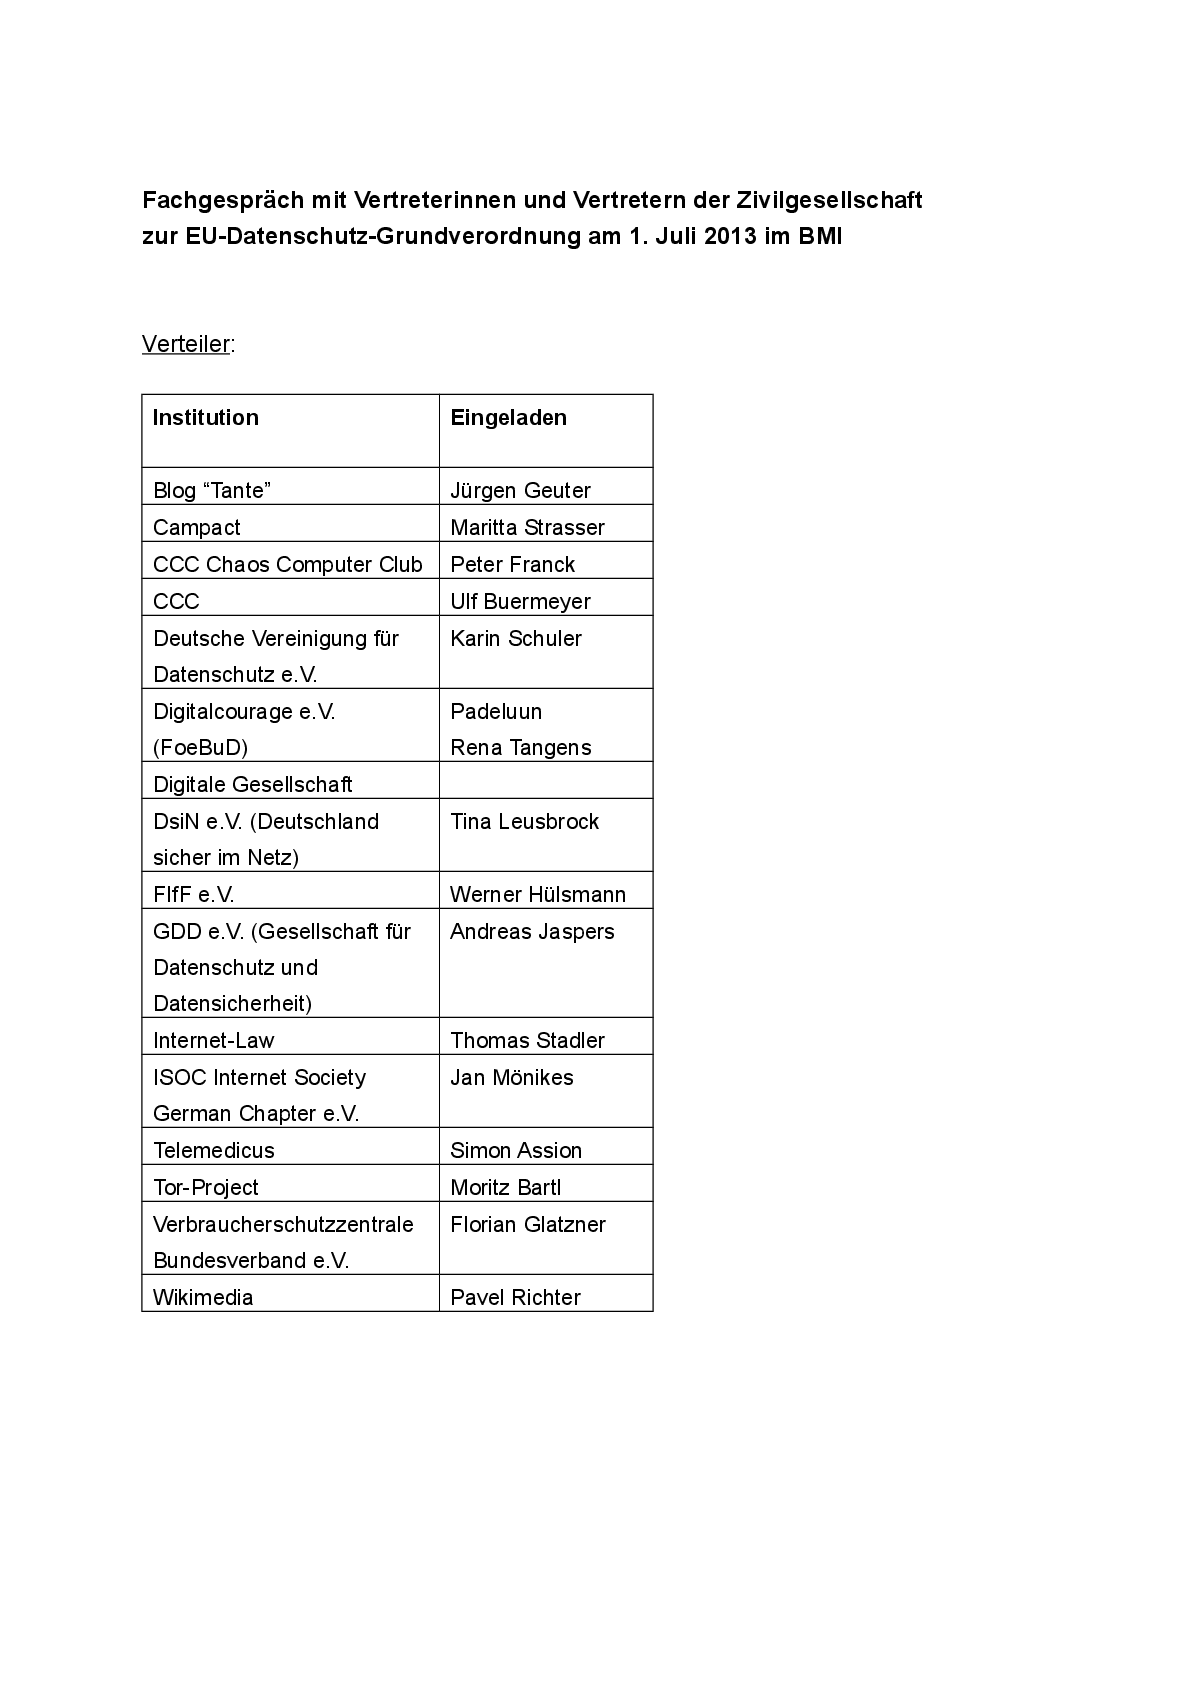 Fachgespräch mit Vertreterinnen und Vertretern der Zivilgesellschaft
zur EU-Datenschutz-Grundverordnung am 1. Juli 2013 im BMI
Verteiler:
Institution Eingeladen
Blog “Tante” Jürgen Geuter
Campact Maritta Strasser
CCC Chaos Computer Club Peter Franck
CCC Ulf Buermeyer
Deutsche Vereinigung für Karin Schuler
Datenschutz e.V.
Digitalcourage e.V. Padeluun
(FoeBuD) Rena Tangens
Digitale Gesellschaft
DsiN e.V. (Deutschland Tina Leusbrock
sicher im Netz)
FIfF e.V. Werner Hülsmann
GDD e.V. (Gesellschaft für Andreas Jaspers
Datenschutz und
Datensicherheit)
Internet-Law Thomas Stadler
ISOC Internet Society Jan Mönikes
German Chapter e.V.
Telemedicus Simon Assion
Tor-Project Moritz Bartl
Verbraucherschutzzentrale Florian Glatzner
Bundesverband e.V.
Wikimedia Pavel Richter